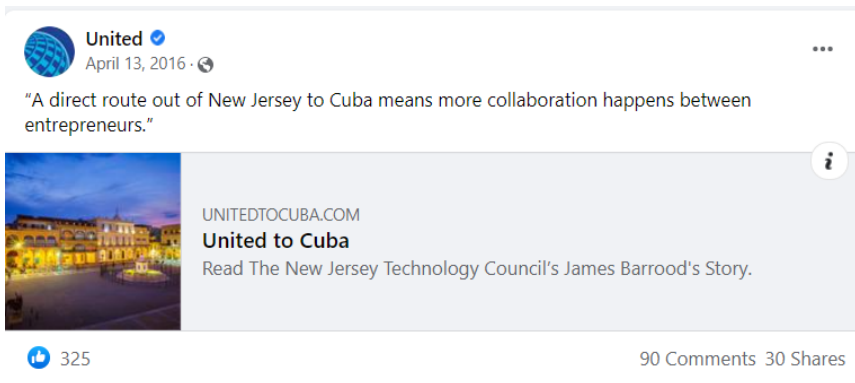 United
April 13, 2016 ·
“A direct route out of New Jersey to Cuba means more collaboration happens between
entrepreneurs.”
i
UNITEDTOCUBA.COM
United to Cuba
Read The New Jersey Technology Council’s James Barrood's Story.
325
90 Comments 30 Shares